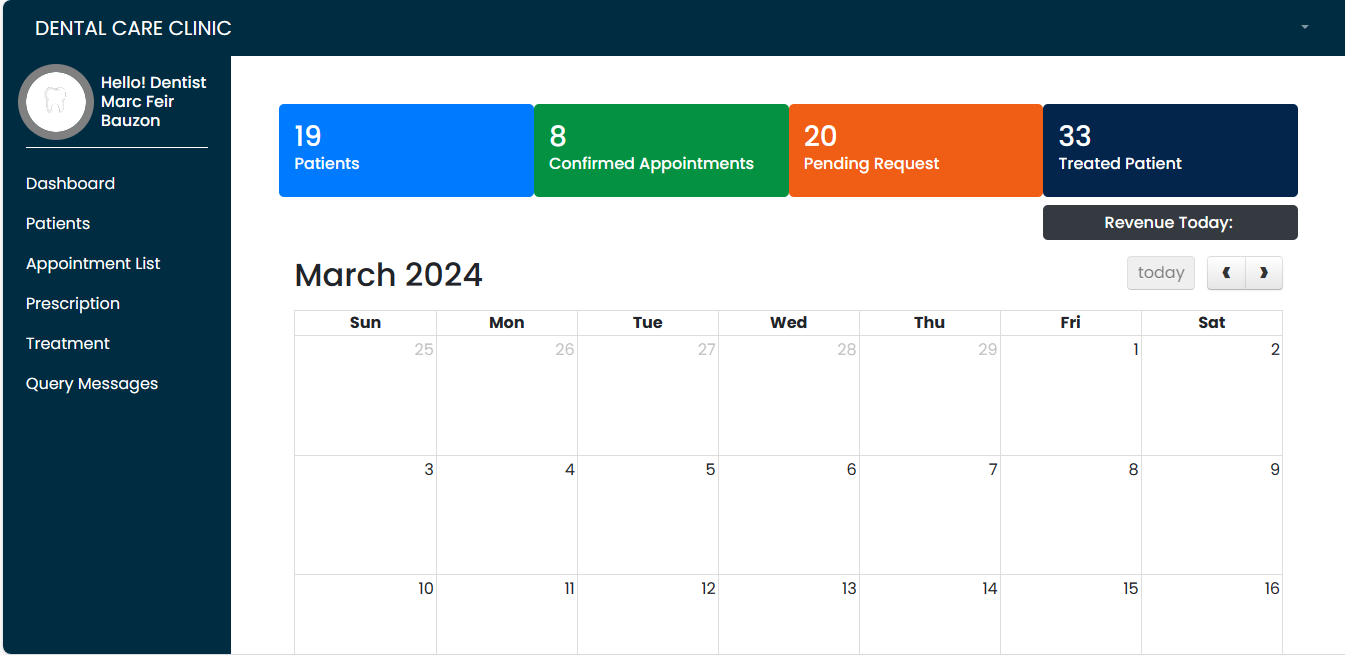 DENTAL CARE CLINIC
Hello! Dentist
Marc Feir
Bauzon
Dashboard
Patients
Appointment List
Prescription
Treatment
Query Messages
19
Patients
8
Confirmed Appointments
20
Pending Request
33
Treated Patient
Revenue Today:
March 2024
today
Sun Mon Tue Wed Thu Fri Sat
25 26 27 28 29 1 2
3 4 5 6 7 8 9
10 11 12 13 14 15 16